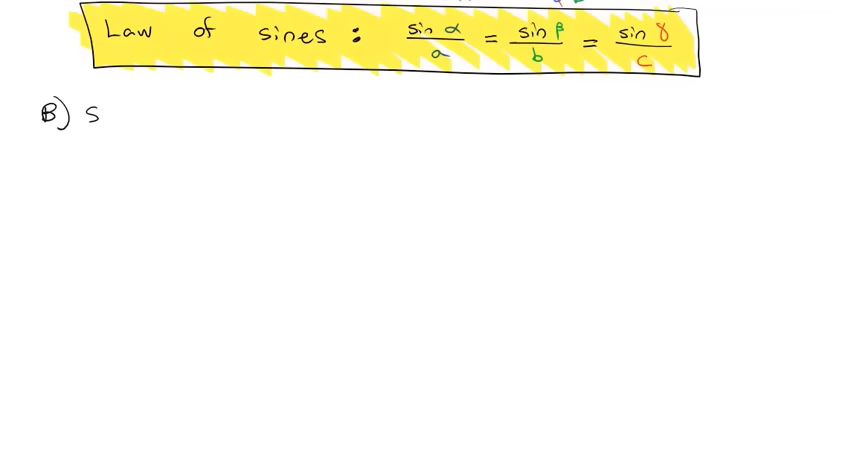 Law of sines : sin α / a = sin β / b = sin γ / c
B) S